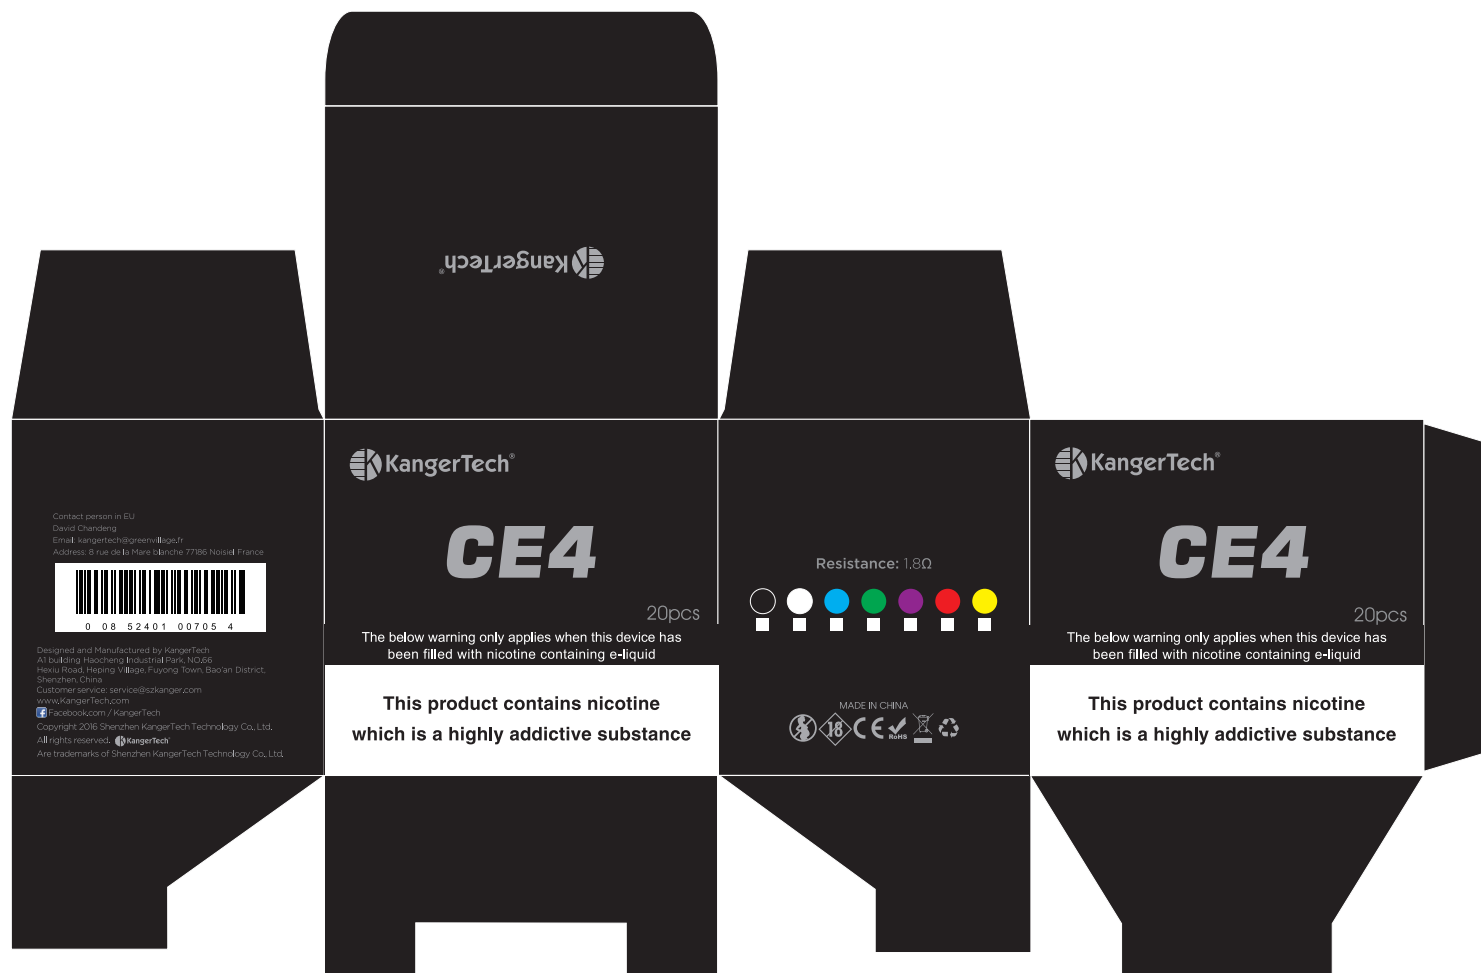 KangerTech®
Contact person in EU
David Chandeng
Email: kangertech@greenvillage.fr
Address: 8 rue de la Mare blanche 77186 Noisiel France
0 08 52401 00705 4
Designed and Manufactured by KangerTech
A1 building Haocheng Industrial Park, NO.66
Hexiu Road, Heping Village, Fuyong Town, Bao'an District,
Shenzhen, China
Customer service: service@szkanger.com
www.KangerTech.com
Facebook.com / KangerTech
Copyright 2016 Shenzhen KangerTech Technology Co., Ltd.
All rights reserved. KangerTech®
Are trademarks of Shenzhen KangerTech Technology Co., Ltd.
KangerTech®
CE4
20pcs
The below warning only applies when this device has
been filled with nicotine containing e-liquid
This product contains nicotine
which is a highly addictive substance
Resistance: 1.8Ω
MADE IN CHINA
18 CE RoHS
KangerTech®
CE4
20pcs
The below warning only applies when this device has
been filled with nicotine containing e-liquid
This product contains nicotine
which is a highly addictive substance